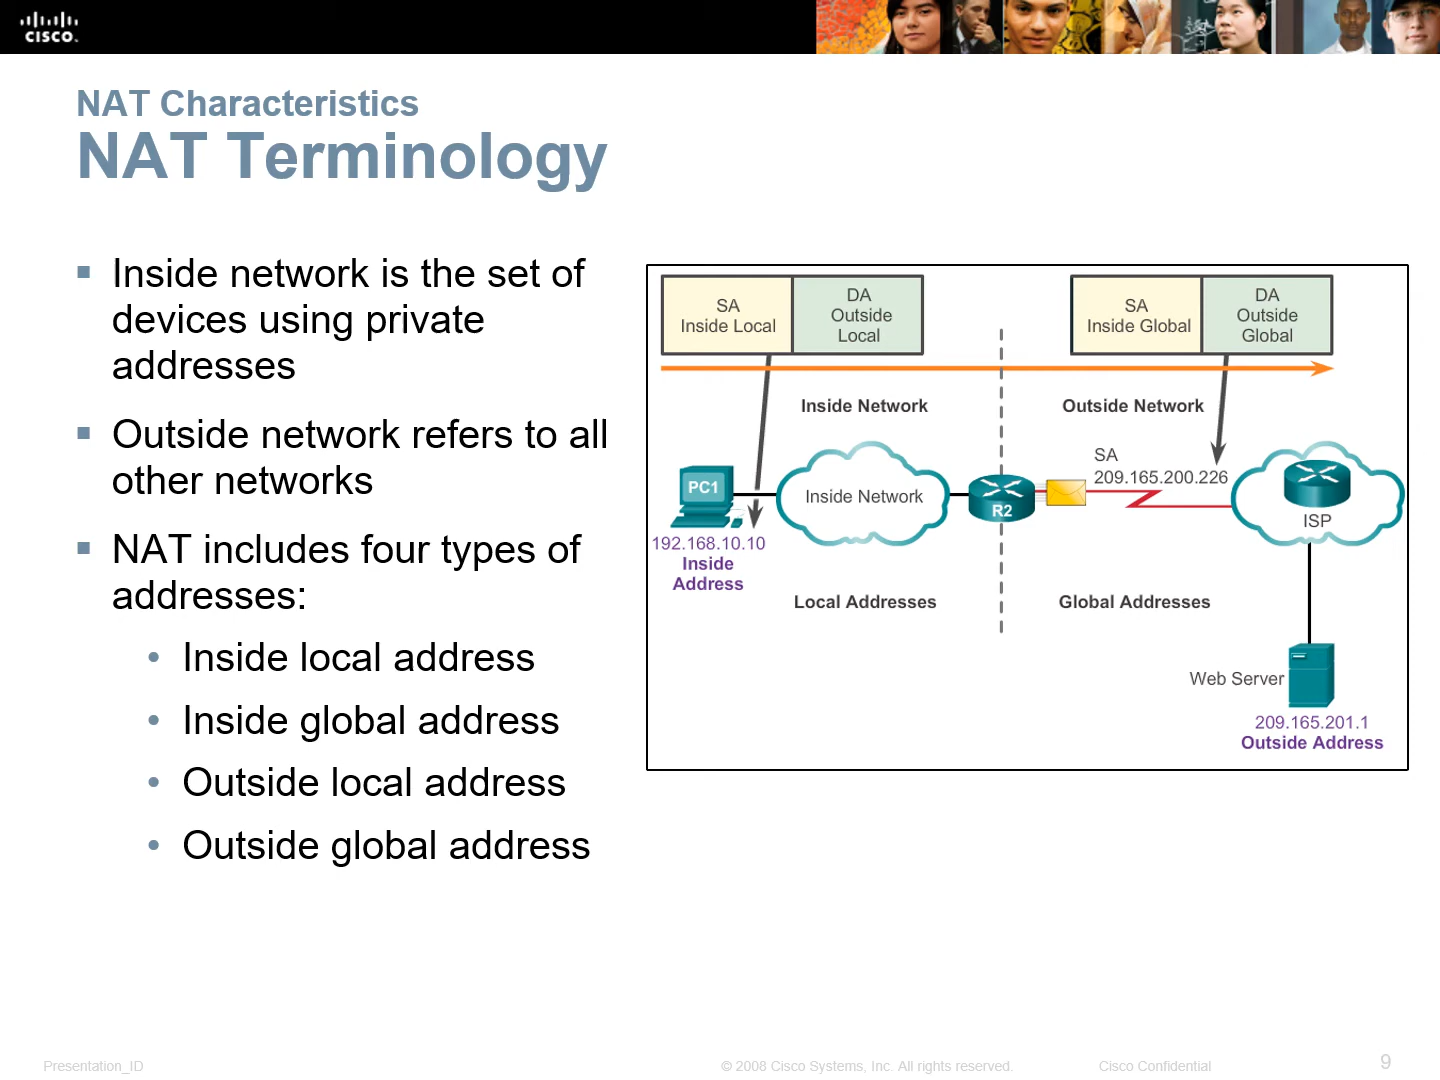 CISCO
NAT Characteristics
NAT Terminology
Inside network is the set of
devices using private
addresses
Outside network refers to all
other networks
NAT includes four types of
addresses:
Inside local address
Inside global address
Outside local address
Outside global address
SA
Inside Local
DA
Outside
Local
SA
Inside Global
DA
Outside
Global
Inside Network
Outside Network
SA
209.165.200.226
PC1
Inside Network
R2
ISP
192.168.10.10
Inside
Address
Local Addresses
Global Addresses
Web Server
209.165.201.1
Outside Address
Presentation_ID
© 2008 Cisco Systems, Inc. All rights reserved.
Cisco Confidential
9